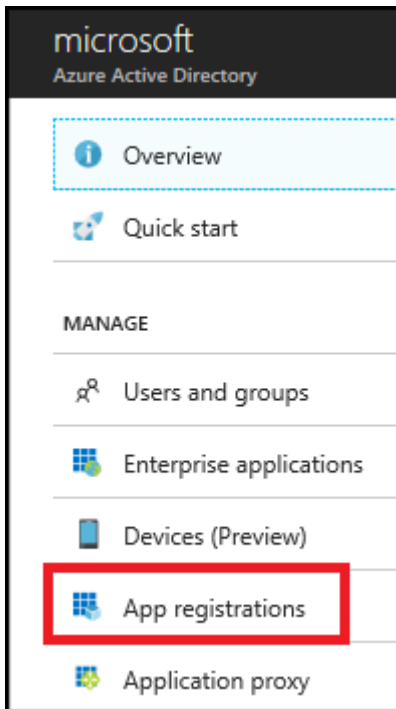 microsoft
Azure Active Directory
Overview
Quick start
MANAGE
Users and groups
Enterprise applications
Devices (Preview)
App registrations
Application proxy